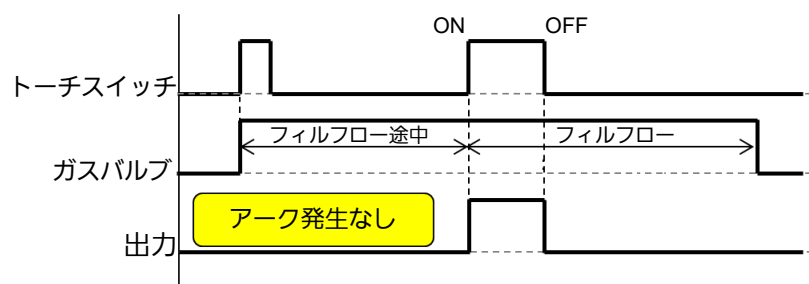 ON OFF
トーチスイッチ
フィルフロー途中 フィルフロー
ガスバルブ
アーク発生なし
出力